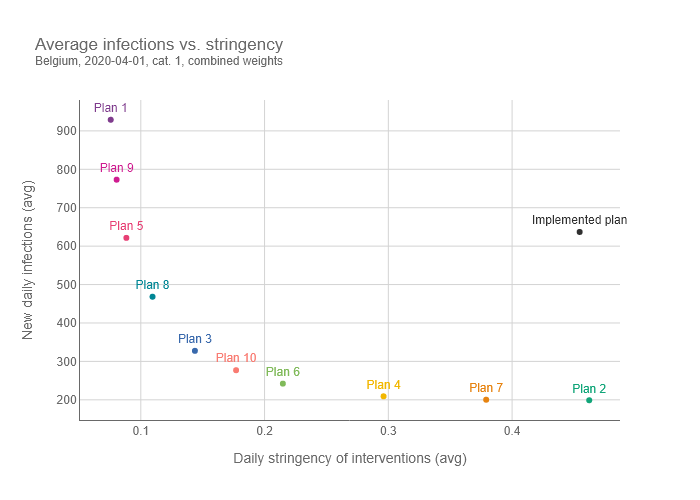 Average infections vs. stringency
Belgium, 2020-04-01, cat. 1, combined weights
Plan 1
900
Plan 9
800
700
Implemented plan
Plan 5
600
500
Plan 8
400
Plan 3
Plan 10
300
Plan 6
Plan 4
Plan 7
Plan 2
200
0.1
0.2
0.3
0.4
New daily infections (avg)
Daily stringency of interventions (avg)